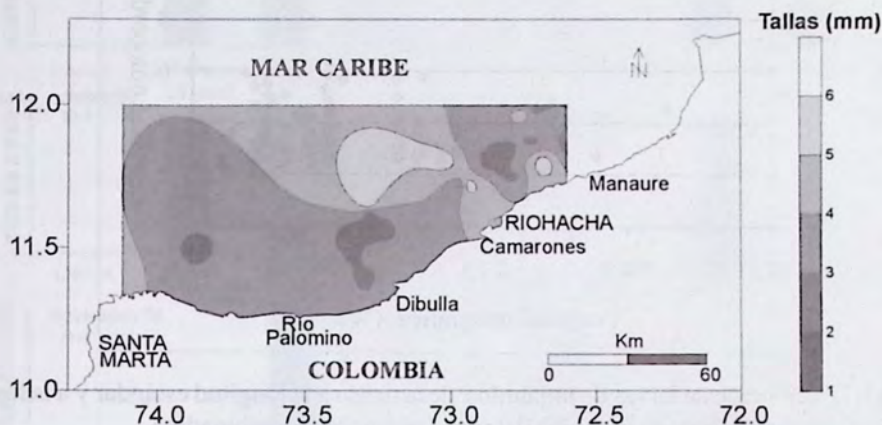 Tallas (mm)
MAR CARIBE
N
12.0
6
5
Manaure
4
RIOHACHA
11.5
Camarones
3
Dibulla
Río
Palomino
Km
2
SANTA
MARTA
COLOMBIA
0
60
11.0
1
74.0
73.5
73.0
72.5
72.0